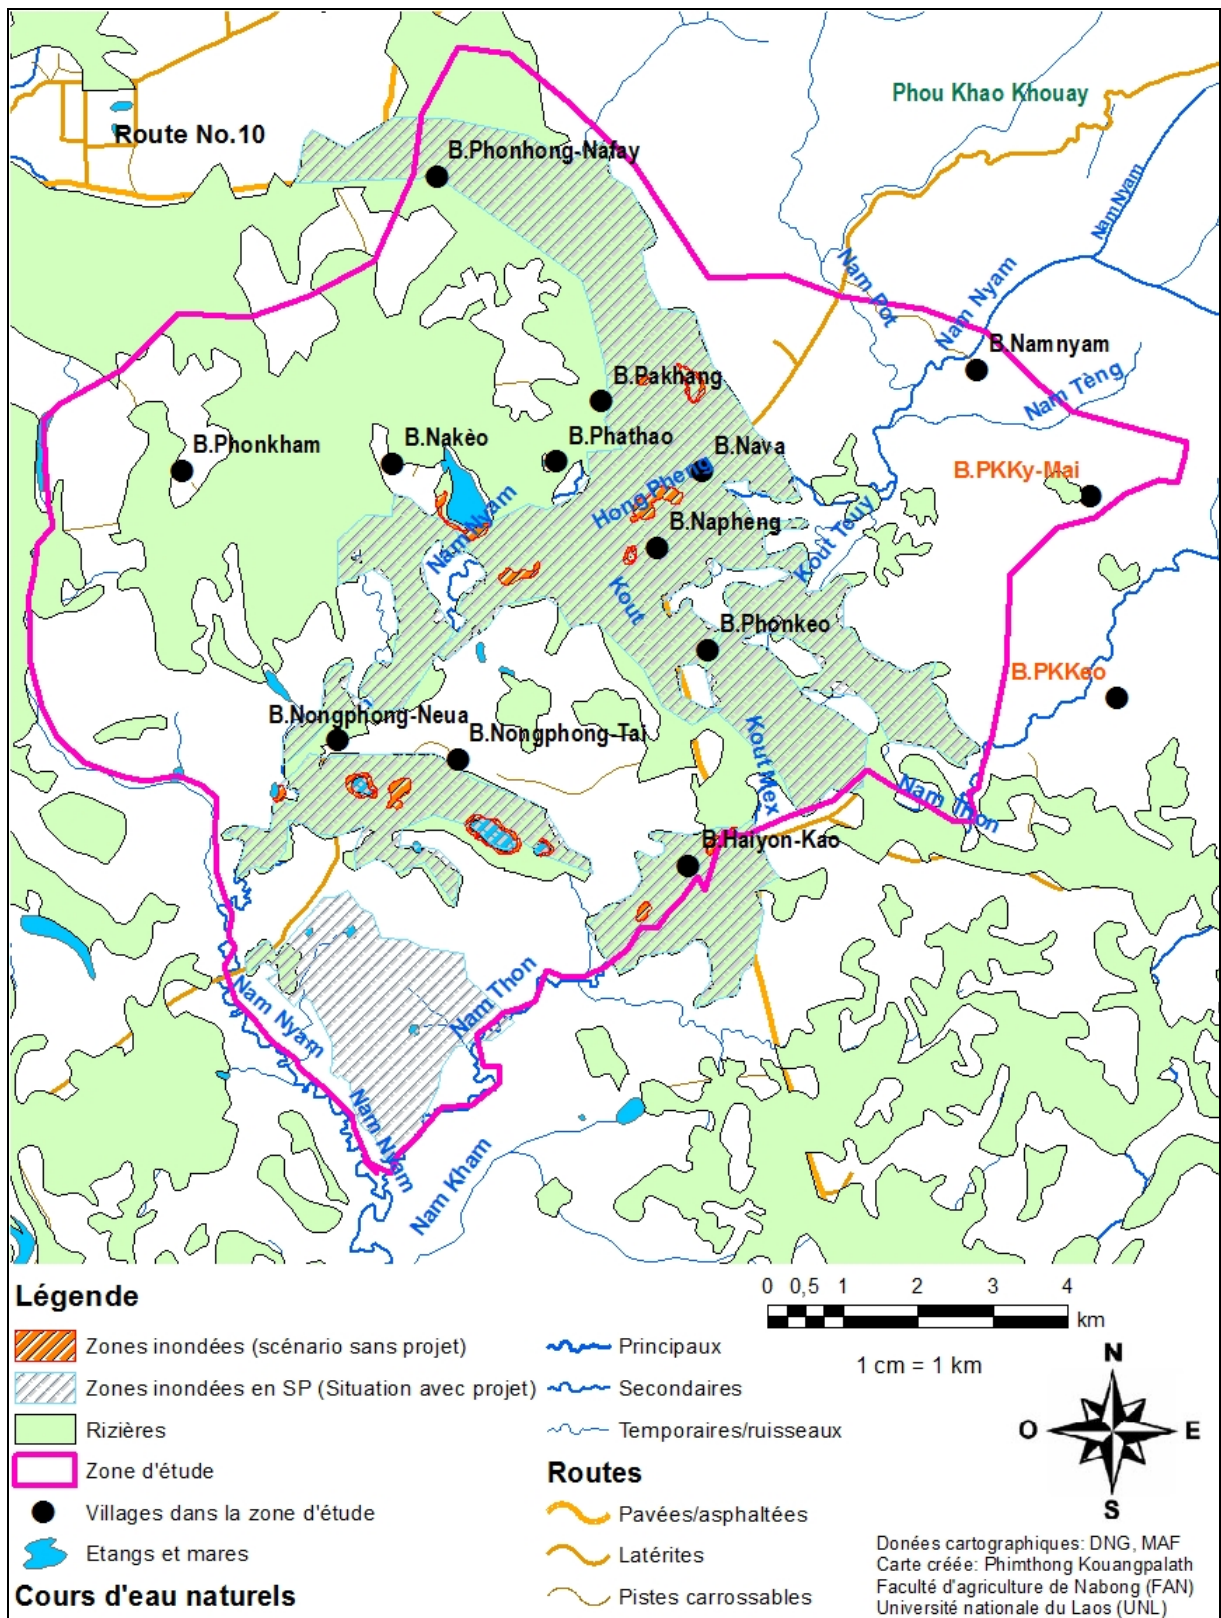 Phou Khao Khouay
Route No.10
B.Phonhong-Nafay
Nam Nyam
Nam Pot
Nam Nyam
B.Namnyam
B.Pakhang
Nam Tèng
B.Phonkham
B.Nakèo
B.Phathao
B.Nava
B.PKKy-Mai
Hong Pheng
Nam Nyam
B.Napheng
Kout Teuy
Kout
B.Phonkeo
B.PKKeo
B.Nongphong-Neua
B.Nongphong-Tai
Kout Mex
Nam Thon
B.Haiyon-Kao
Nam Thon
Nam Nyam
Nam Nyam
Nam Kham
Légende
Zones inondées (scénario sans projet)
Zones inondées en SP (Situation avec projet)
Rizières
Zone d'étude
Villages dans la zone d'étude
Etangs et mares
Cours d'eau naturels
Principaux
Secondaires
Temporaires/ruisseaux
Routes
Pavées/asphaltées
Latérites
Pistes carrossables
0 0,5 1 2 3 4
km
1 cm = 1 km
N
O E
S
Donées cartographiques: DNG, MAF
Carte créée: Phimthong Kouangpalath
Faculté d'agriculture de Nabong (FAN)
Université nationale du Laos (UNL)